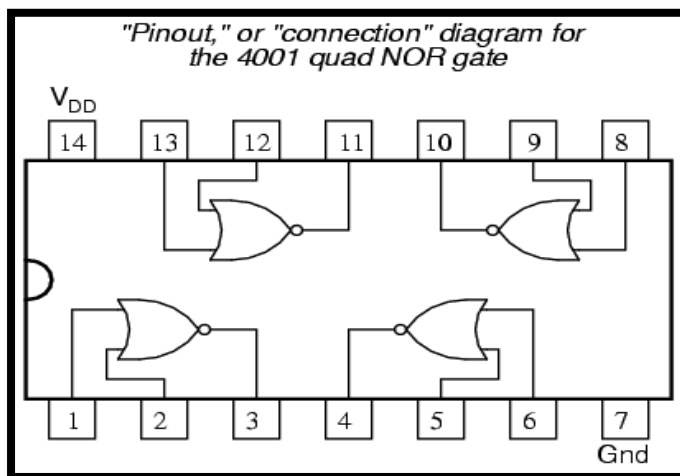 "Pinout," or "connection" diagram for
the 4001 quad NOR gate
V_DD
14 13 12 11 10 9 8
1 2 3 4 5 6 7
Gnd